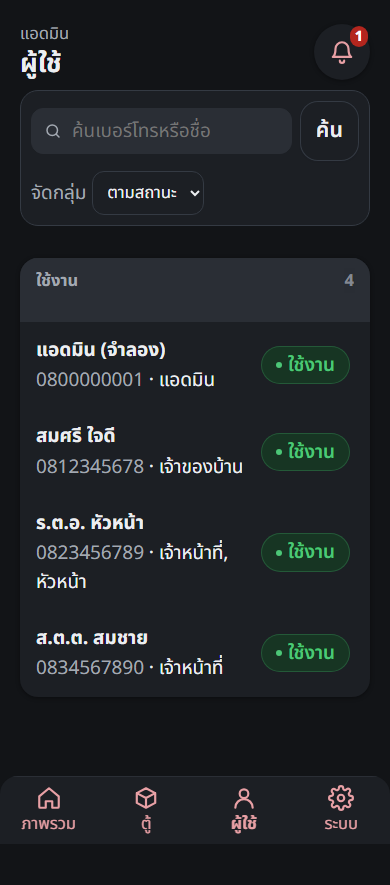 แอดมิน
ผู้ใช้
1
ค้นเบอร์โทรหรือชื่อ
ค้น
จัดกลุ่ม ตามสถานะ
ใช้งาน 4
แอดมิน (จำลอง)
0800000001 · แอดมิน
ใช้งาน
สมศรี ใจดี
0812345678 · เจ้าของบ้าน
ใช้งาน
ร.ต.อ. หัวหน้า
0823456789 · เจ้าหน้าที่,
หัวหน้า
ใช้งาน
ส.ต.ต. สมชาย
0834567890 · เจ้าหน้าที่
ใช้งาน
ภาพรวม ตู้ ผู้ใช้ ระบบ